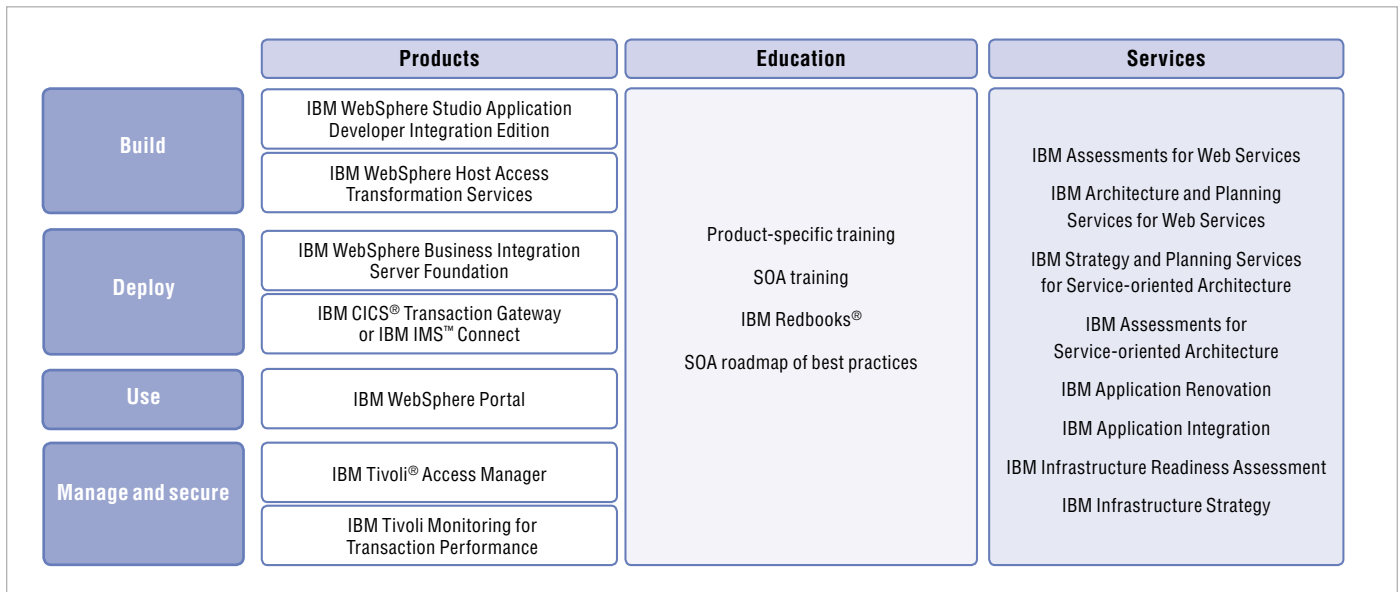 Products
Education
Services
Build
IBM WebSphere Studio Application
Developer Integration Edition
IBM WebSphere Host Access
Transformation Services
Deploy
IBM WebSphere Business Integration
Server Foundation
IBM CICS® Transaction Gateway
or IBM IMS™ Connect
Use
IBM WebSphere Portal
Manage and secure
IBM Tivoli® Access Manager
IBM Tivoli Monitoring for
Transaction Performance
Product-specific training
SOA training
IBM Redbooks®
SOA roadmap of best practices
IBM Assessments for Web Services
IBM Architecture and Planning
Services for Web Services
IBM Strategy and Planning Services
for Service-oriented Architecture
IBM Assessments for
Service-oriented Architecture
IBM Application Renovation
IBM Application Integration
IBM Infrastructure Readiness Assessment
IBM Infrastructure Strategy